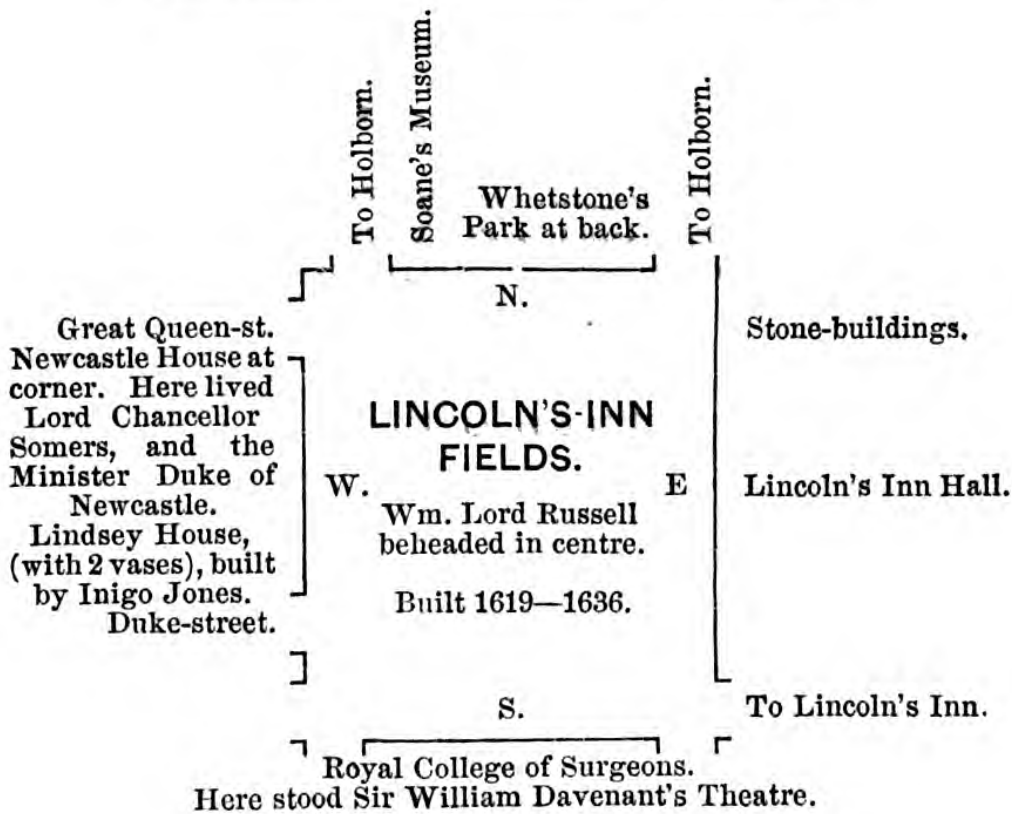 To Holborn.
Soane's Museum.
Whetstone's
Park at back.
To Holborn.
N.
Great Queen-st.
Newcastle House at
corner. Here lived
Lord Chancellor
Somers, and the
Minister Duke of
Newcastle.
Lindsey House,
(with 2 vases), built
by Inigo Jones.
Duke-street.
W.
LINCOLN'S-INN
FIELDS.
Wm. Lord Russell
beheaded in centre.
Built 1619—1636.
E
Stone-buildings.
Lincoln's Inn Hall.
S.
To Lincoln's Inn.
Royal College of Surgeons.
Here stood Sir William Davenant's Theatre.